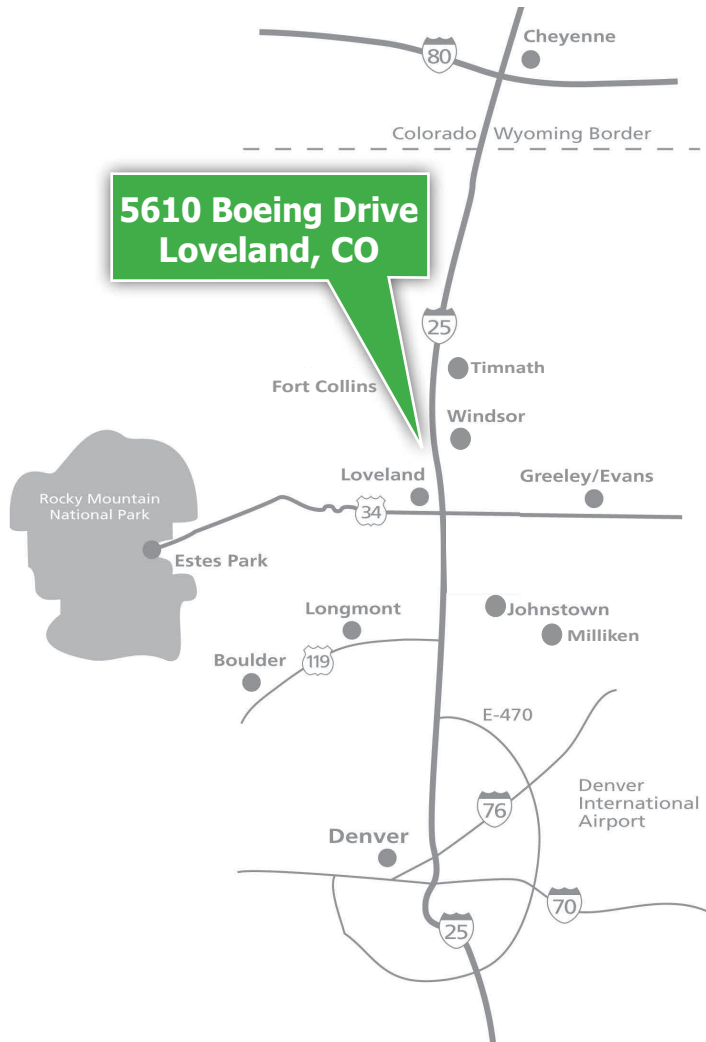 Cheyenne
80
Colorado Wyoming Border
5610 Boeing Drive
Loveland, CO
25
Timnath
Fort Collins
Windsor
Loveland
Greeley/Evans
Rocky Mountain
National Park
34
Estes Park
Longmont
Johnstown
Milliken
Boulder
119
E-470
Denver
International
Airport
76
Denver
70
25